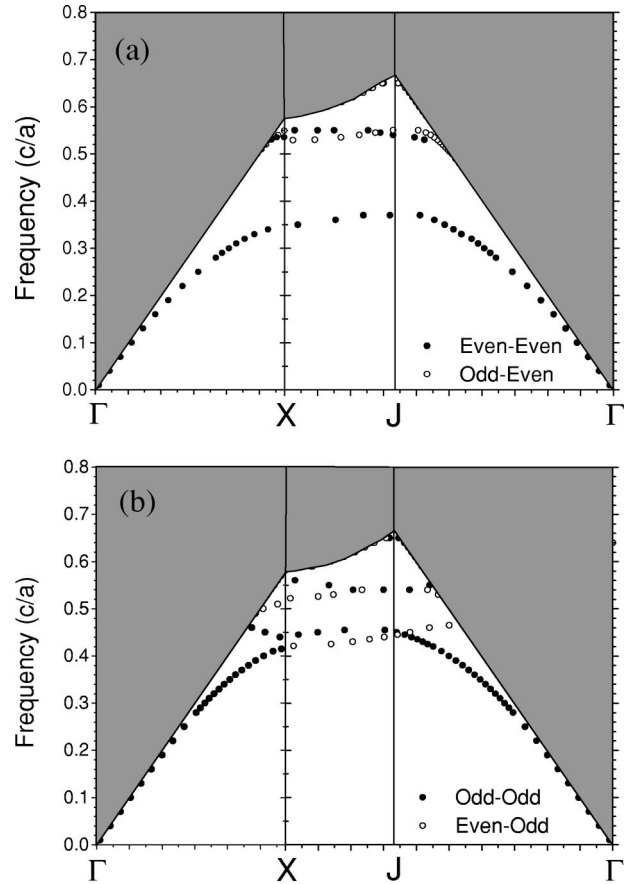 (a)
0.8
0.7
0.6
0.5
0.4
0.3
0.2
0.1
0.0
Frequency (c/a)
Even-Even
Odd-Even
Γ X J Γ
(b)
0.8
0.7
0.6
0.5
0.4
0.3
0.2
0.1
0.0
Frequency (c/a)
Odd-Odd
Even-Odd
Γ X J Γ